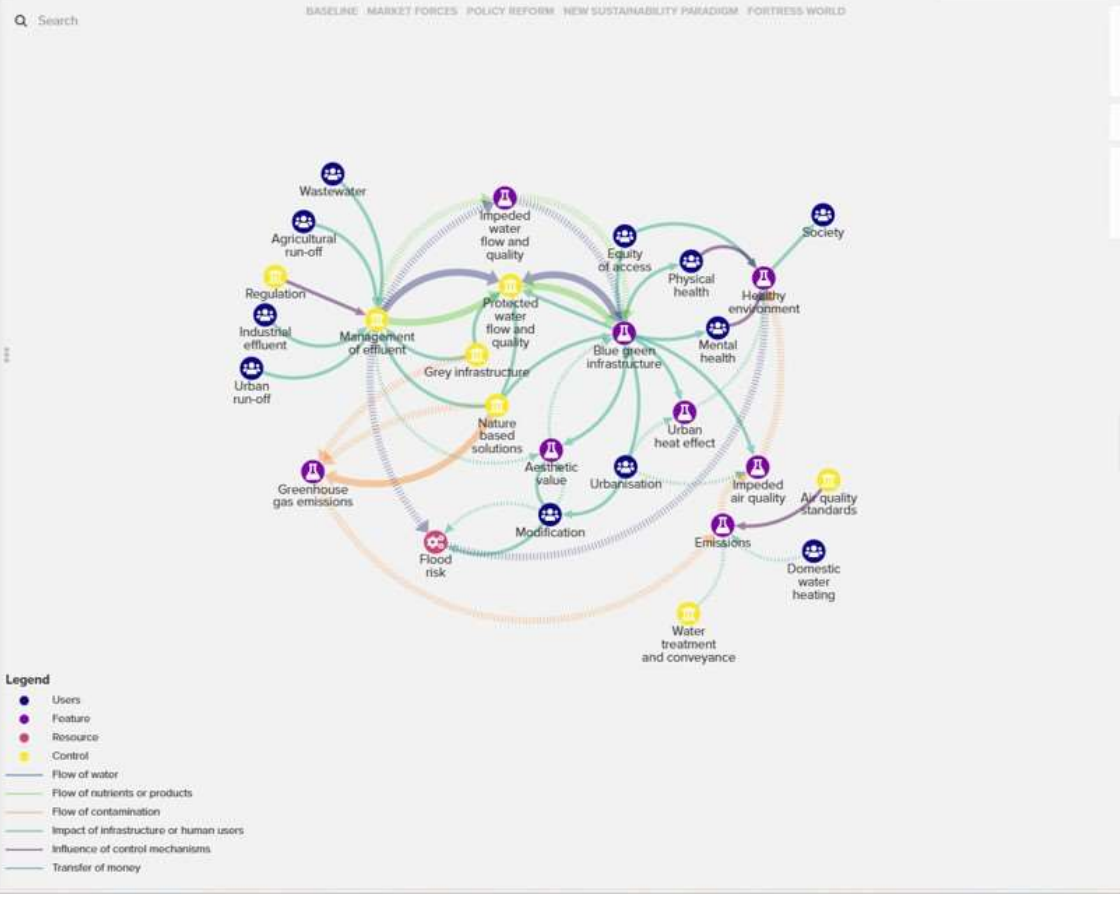 BASELINE MARKET FORCES POLICY REFORM NEW SUSTAINABILITY PARADIGM FORTRESS WORLD
Search
Wastewater
Agricultural
run-off
Regulation
Industrial
effluent
Urban
run-off
Management
of effluent
Impeded
water
flow and
quality
Protected
water
flow and
quality
Grey infrastructure
Nature
based
solutions
Greenhouse
gas emissions
Flood
risk
Equity
of access
Physical
health
Society
Healthy
environment
Mental
health
Blue green
infrastructure
Urban
heat effect
Aesthetic
value
Urbanisation
Modification
Impeded
air quality
Air quality
standards
Emissions
Domestic
water
heating
Water
treatment
and conveyance
Legend
Users
Feature
Resource
Control
Flow of water
Flow of nutrients or products
Flow of contamination
Impact of infrastructure or human users
Influence of control mechanisms
Transfer of money